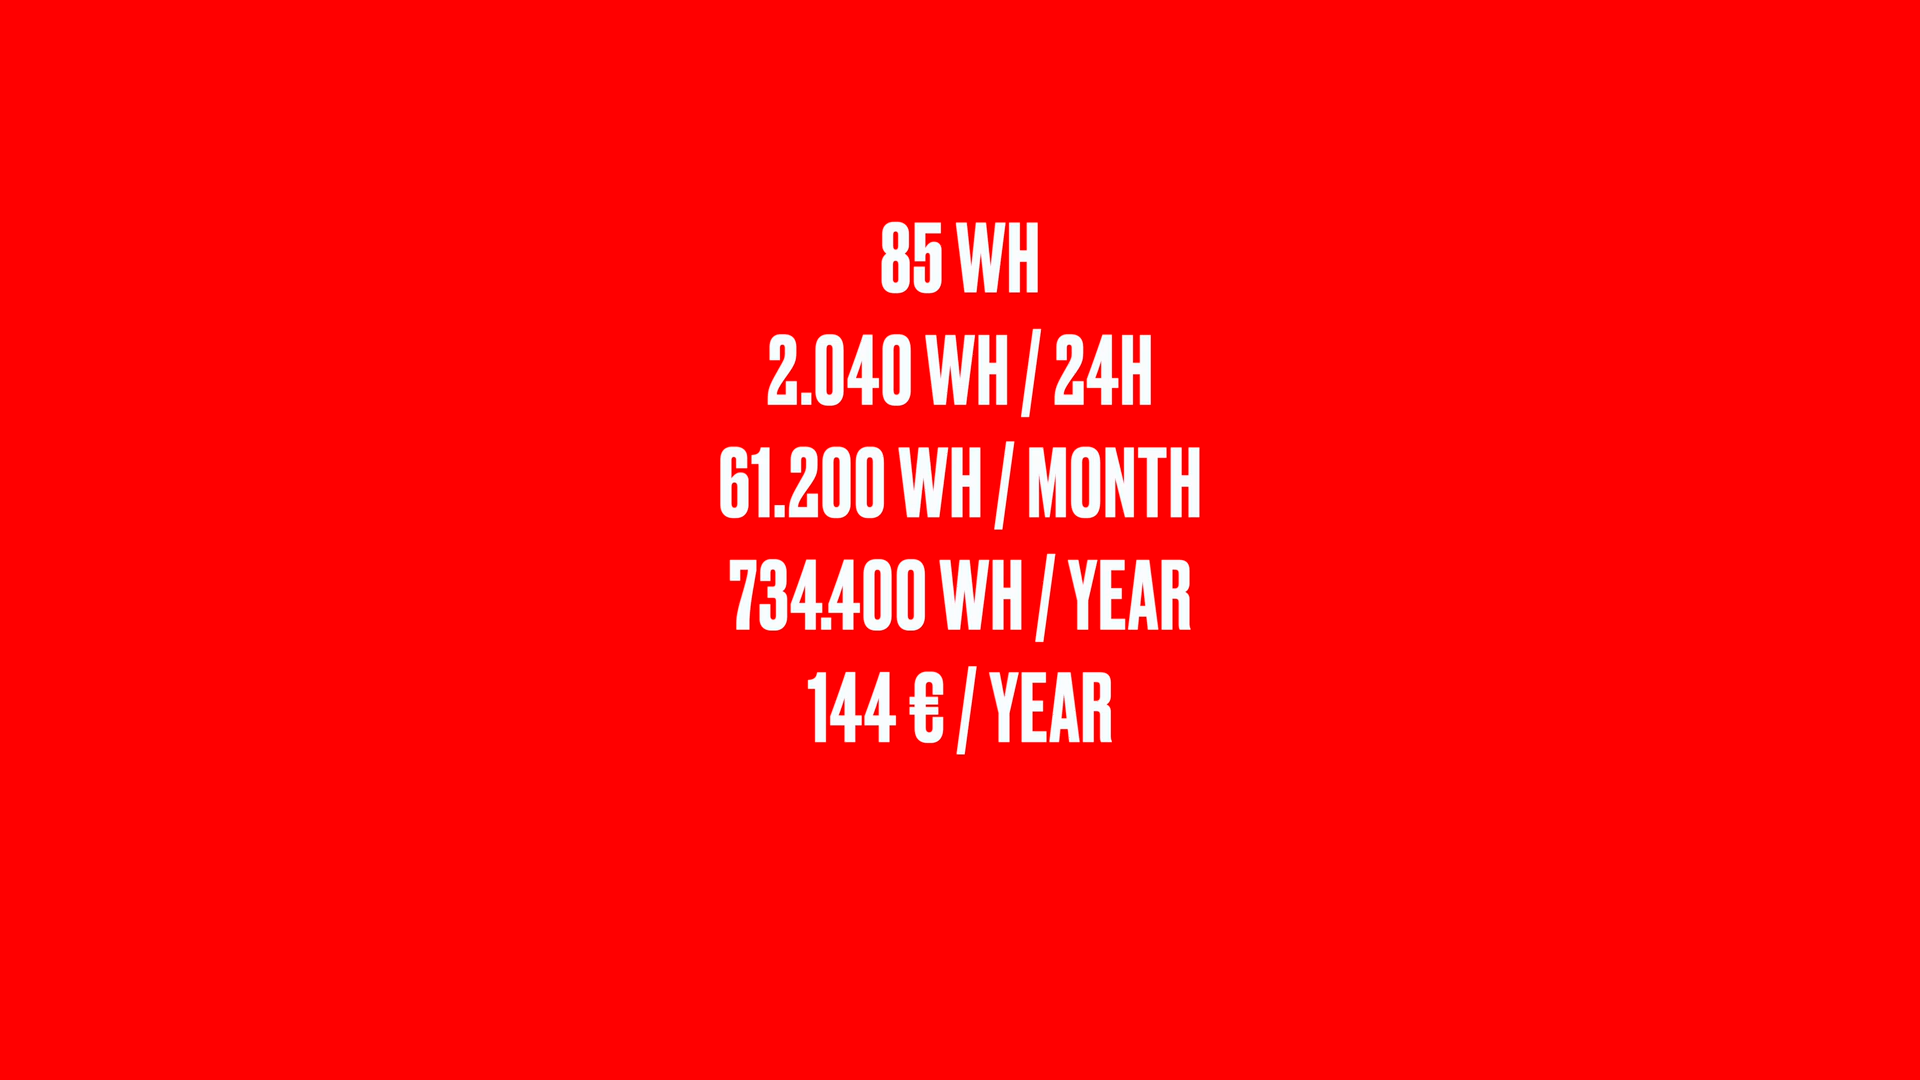 85 WH
2.040 WH / 24H
61.200 WH / MONTH
734.400 WH / YEAR
144 € / YEAR